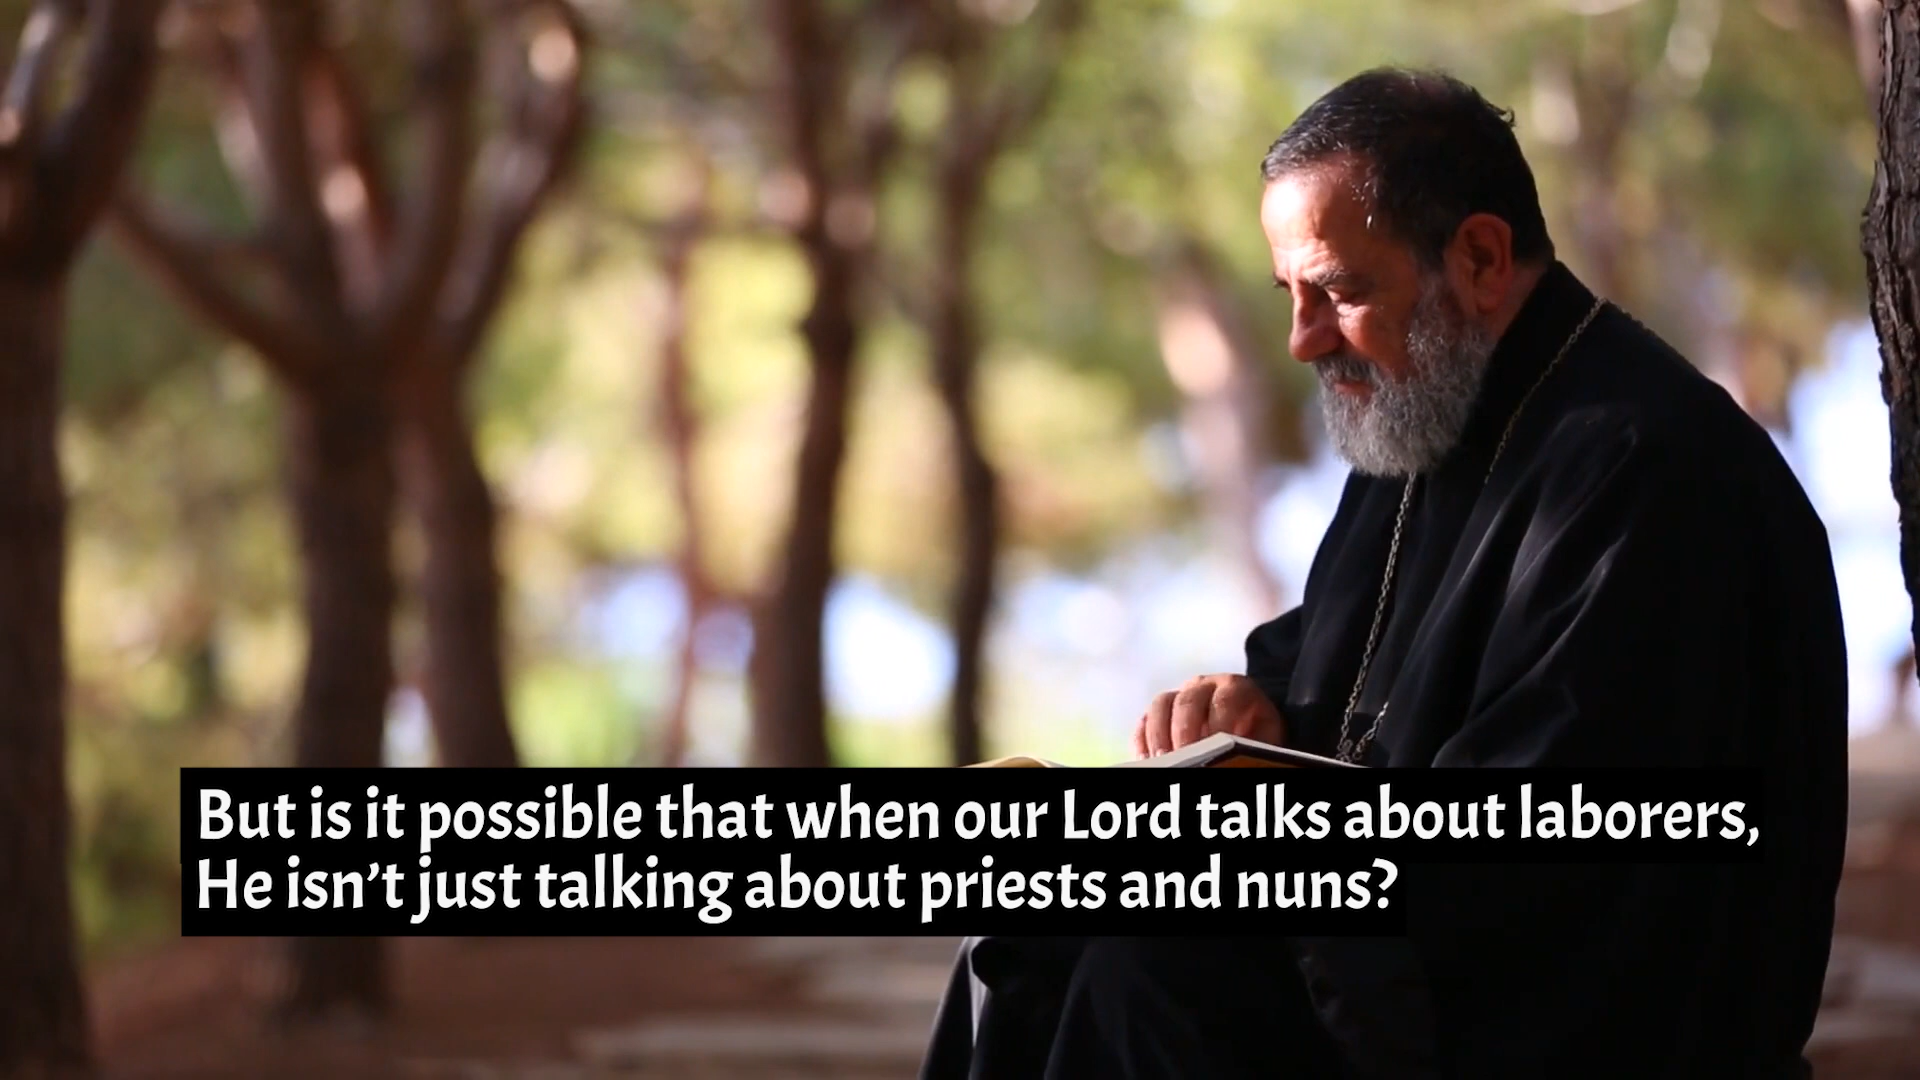 But is it possible that when our Lord talks about laborers,
He isn’t just talking about priests and nuns?